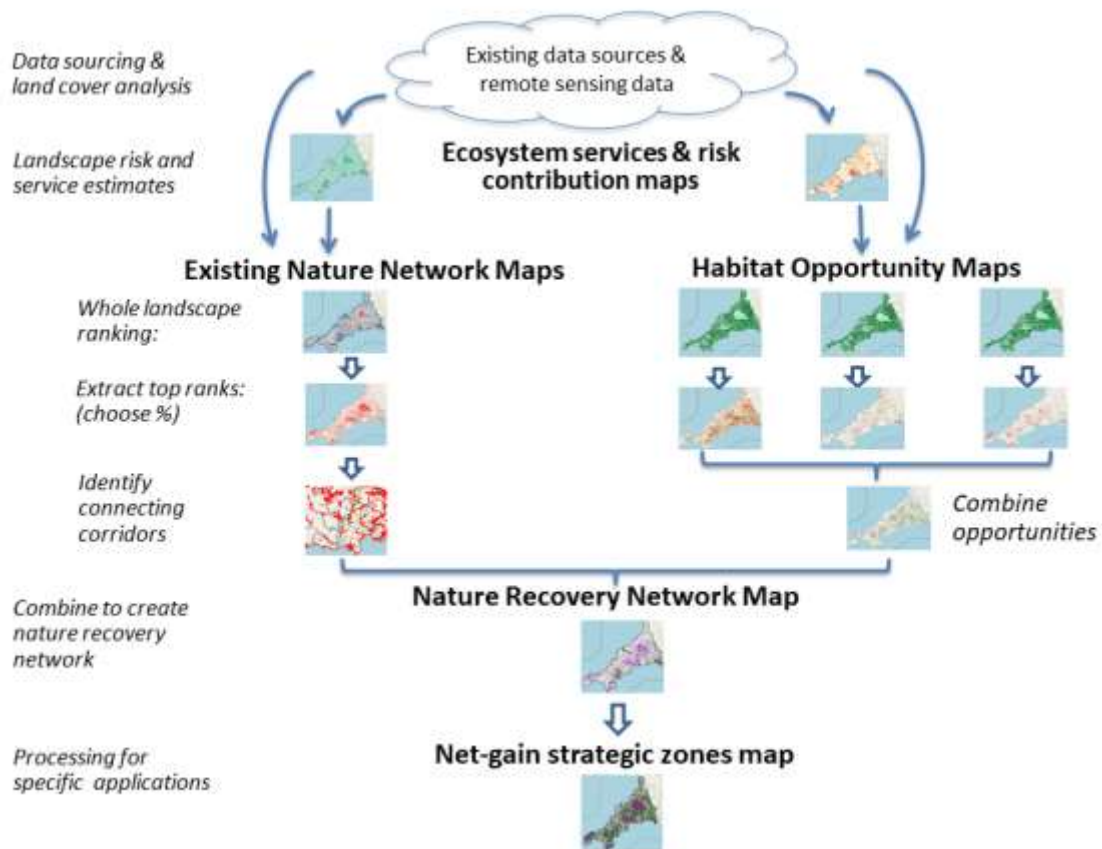 Data sourcing &
land cover analysis
Existing data sources &
remote sensing data
Landscape risk and
service estimates
Ecosystem services & risk
contribution maps
Existing Nature Network Maps
Habitat Opportunity Maps
Whole landscape
ranking:
Extract top ranks:
(choose %)
Identify
connecting
corridors
Combine
opportunities
Combine to create
nature recovery
network
Nature Recovery Network Map
Processing for
specific applications
Net-gain strategic zones map